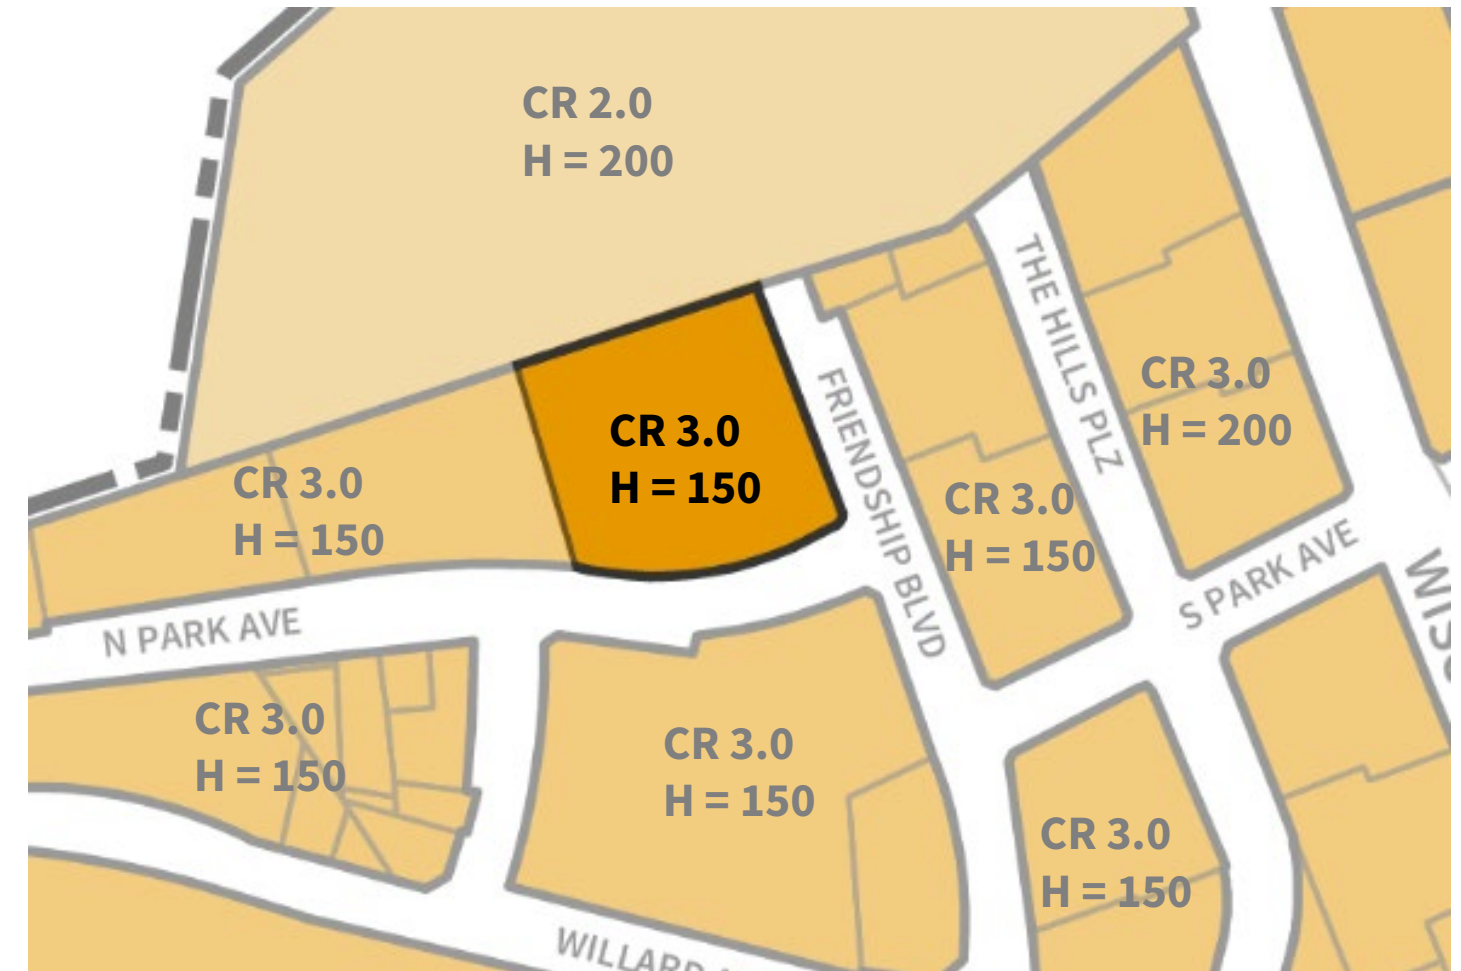 CR 2.0
H = 200
THE HILLS PLZ
CR 3.0
H = 200
FRIENDSHIP BLVD
CR 3.0
H = 150
CR 3.0
H = 150
CR 3.0
H = 150
S PARK AVE
N PARK AVE
CR 3.0
H = 150
CR 3.0
H = 150
CR 3.0
H = 150
WILLARD